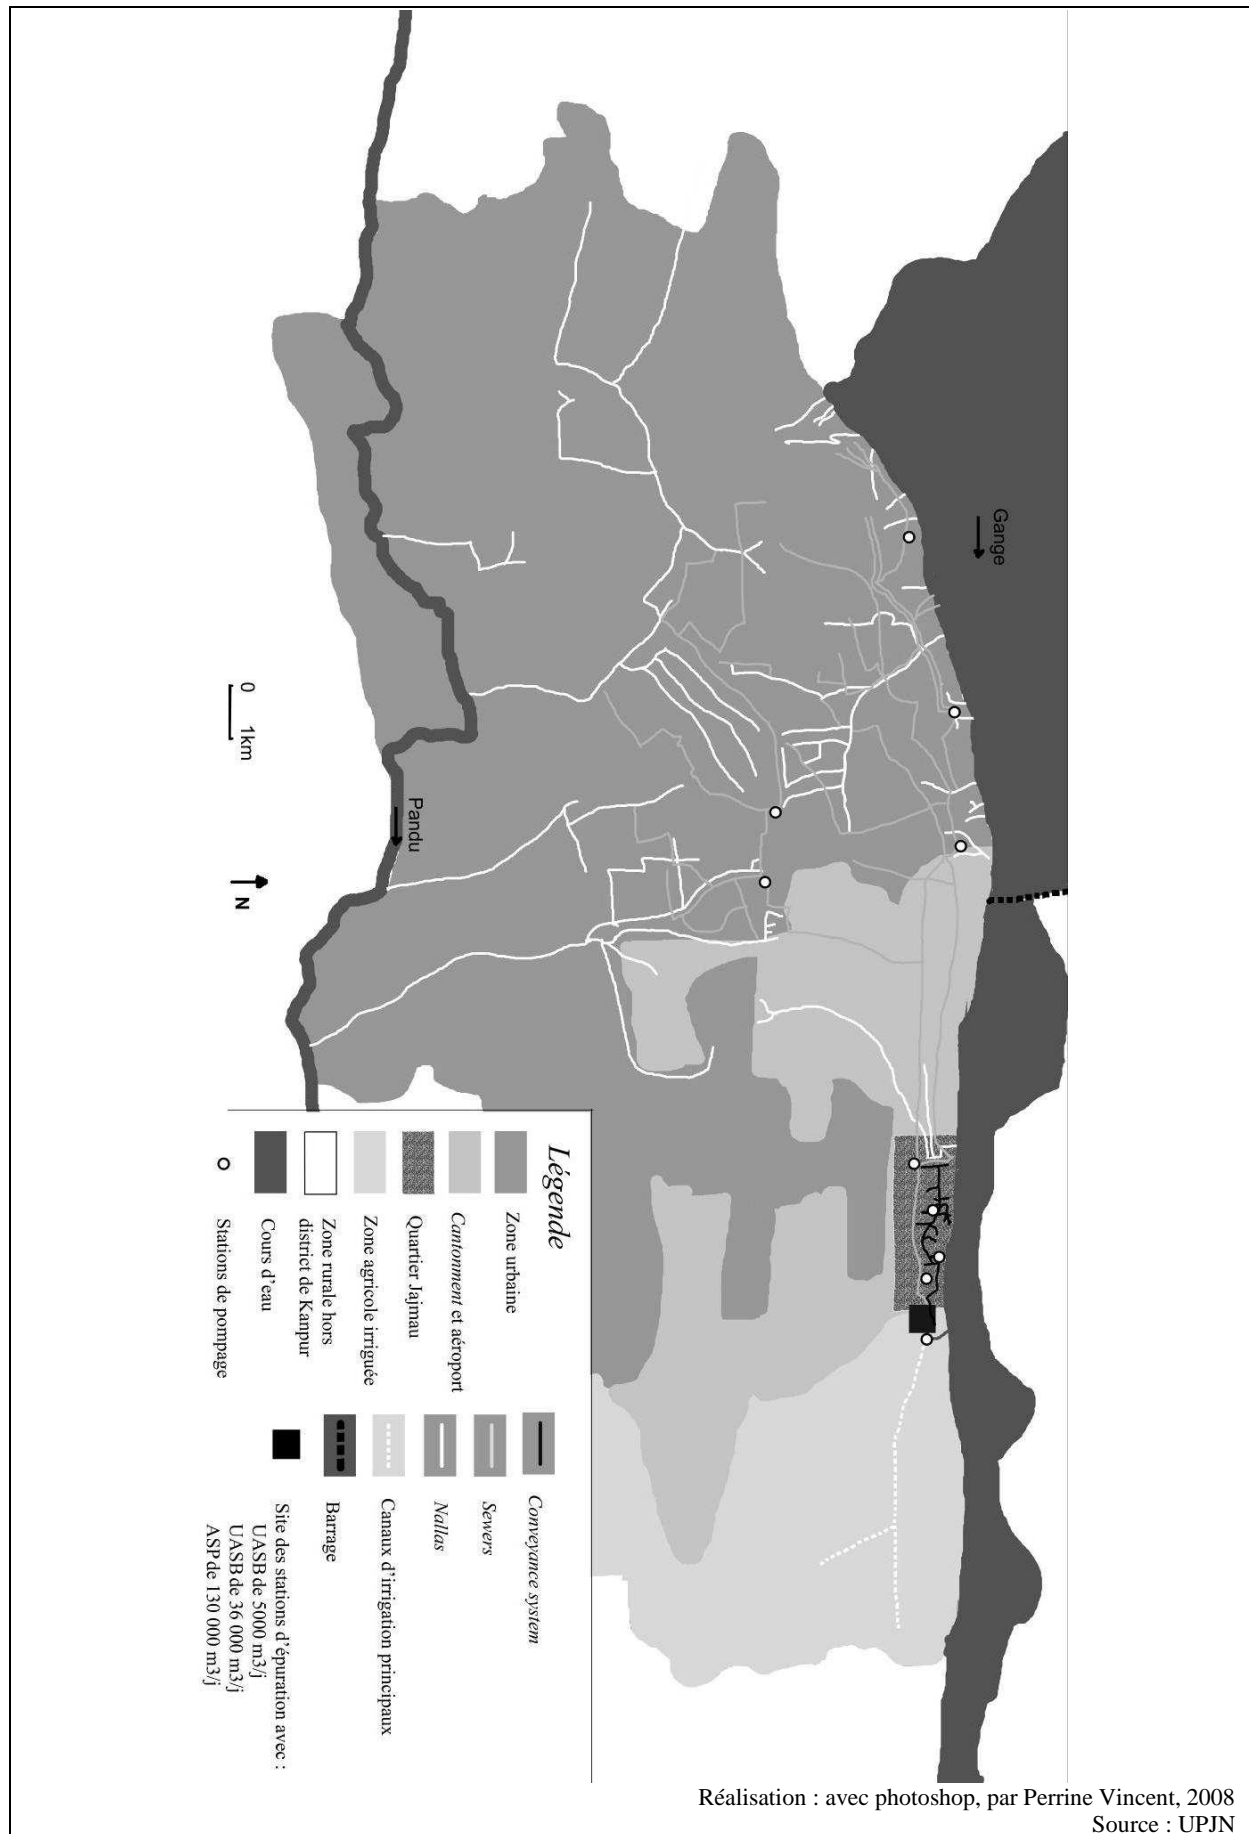 Gange
Pandu
0 1km
N
Légende
Zone urbaine
Cantonment et aéroport
Quartier Jajmau
Zone agricole irriguée
Zone rurale hors
district de Kanpur
Cours d'eau
Stations de pompage
Conveyance system
Sewers
Nallas
Canaux d'irrigation principaux
Barrage
Site des stations d'épuration avec :
UASB de 5000 m3/j
UASB de 36 000 m3/j
ASP de 130 000 m3/j
Réalisation : avec photoshop, par Perrine Vincent, 2008
Source : UPJN